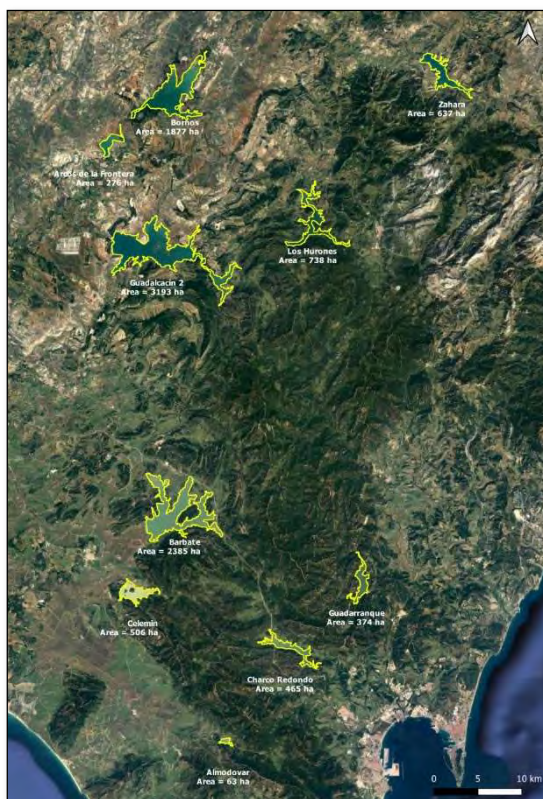 Zahara
Area = 637 ha
Bornos
Area = 1877 ha
Arcos de la Frontera
Area = 276 ha
Los Hurones
Area = 738 ha
Guadalcacín 2
Area = 3193 ha
Barbate
Area = 2385 ha
Celemín
Area = 506 ha
Guadarranque
Area = 374 ha
Charco Redondo
Area = 465 ha
Almodovar
Area = 63 ha
0 5 10 km